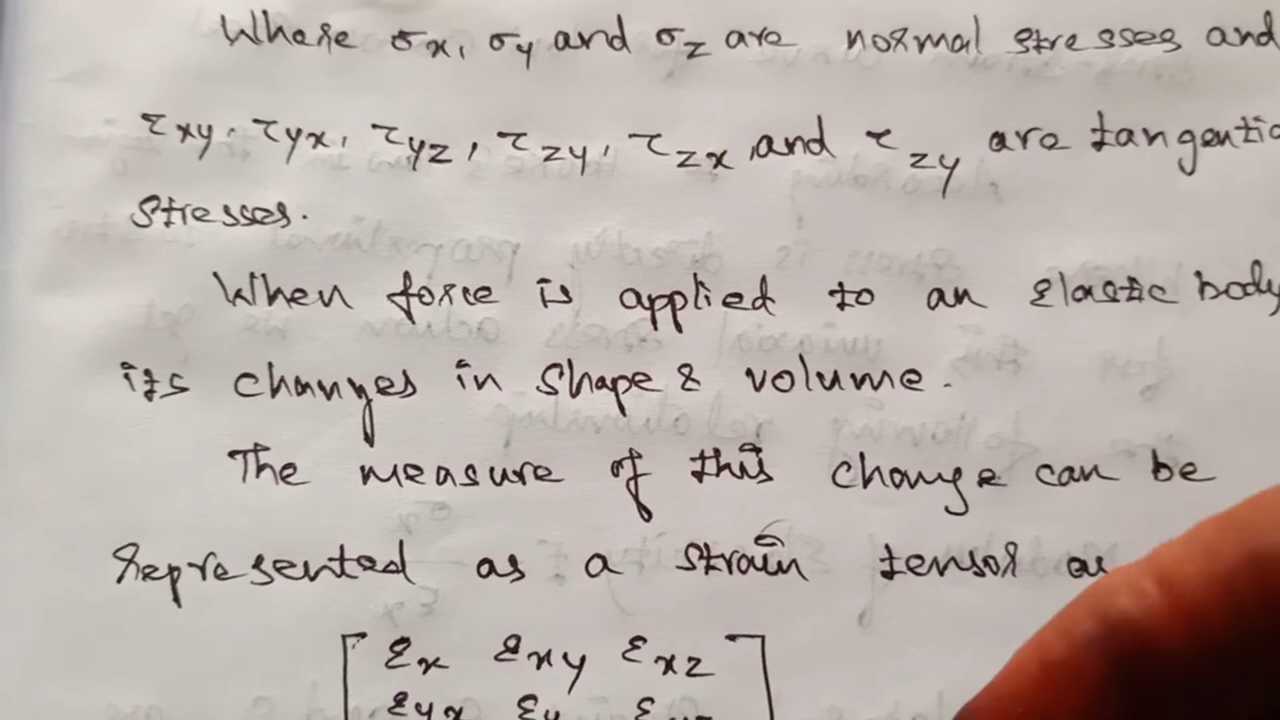 Where σx, σy and σz are normal stresses and
τxy, τyx, τyz, τzy, τzx, and τzy are tangentia
stresses.
When force is applied to an elastic body
its changes in shape & volume.
The measure of this change can be
represented as a strain tensor as
εx εxy εxz
εyx εy